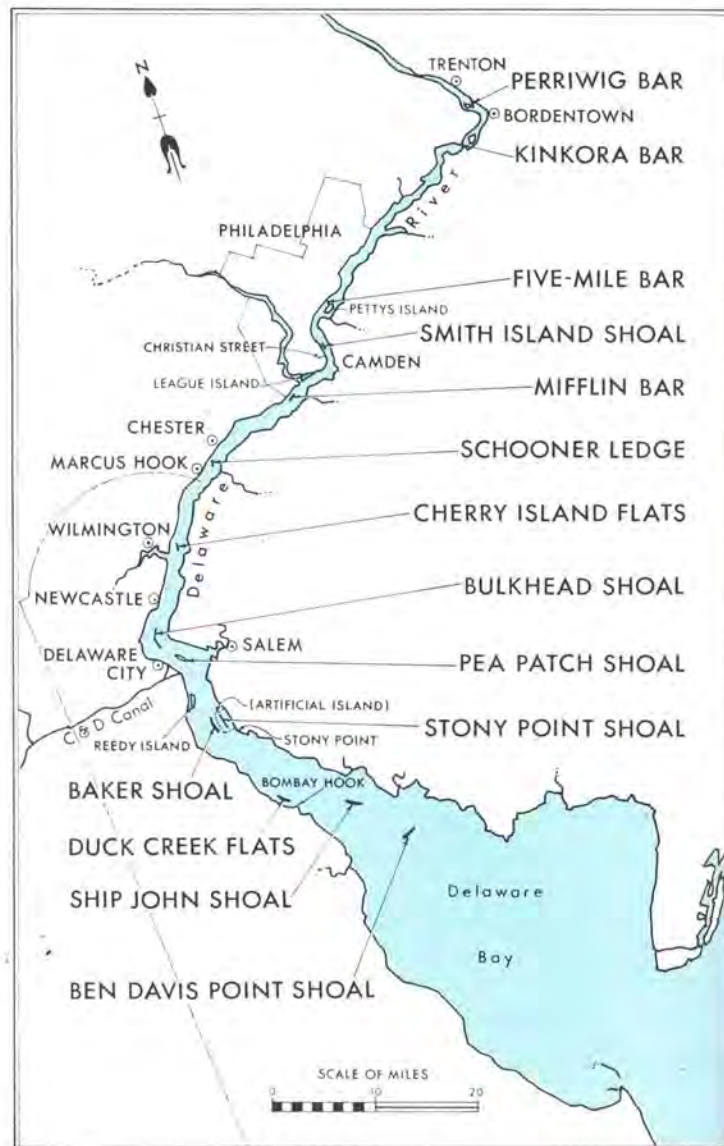 N
TRENTON
PERRIWIG BAR
BORDENTOWN
KINKORA BAR
River
PHILADELPHIA
FIVE-MILE BAR
PETTYS ISLAND
SMITH ISLAND SHOAL
CHRISTIAN STREET
CAMDEN
LEAGUE ISLAND
MIFFLIN BAR
CHESTER
SCHOONER LEDGE
MARCUS HOOK
Delaware
CHERRY ISLAND FLATS
WILMINGTON
BULKHEAD SHOAL
NEWCASTLE
SALEM
DELAWARE
CITY
PEA PATCH SHOAL
(ARTIFICIAL ISLAND)
STONY POINT SHOAL
C & D Canal
REEDY ISLAND
STONY POINT
BAKER SHOAL
BOMBAY HOOK
DUCK CREEK FLATS
SHIP JOHN SHOAL
Delaware
Bay
BEN DAVIS POINT SHOAL
SCALE OF MILES
0 10 20